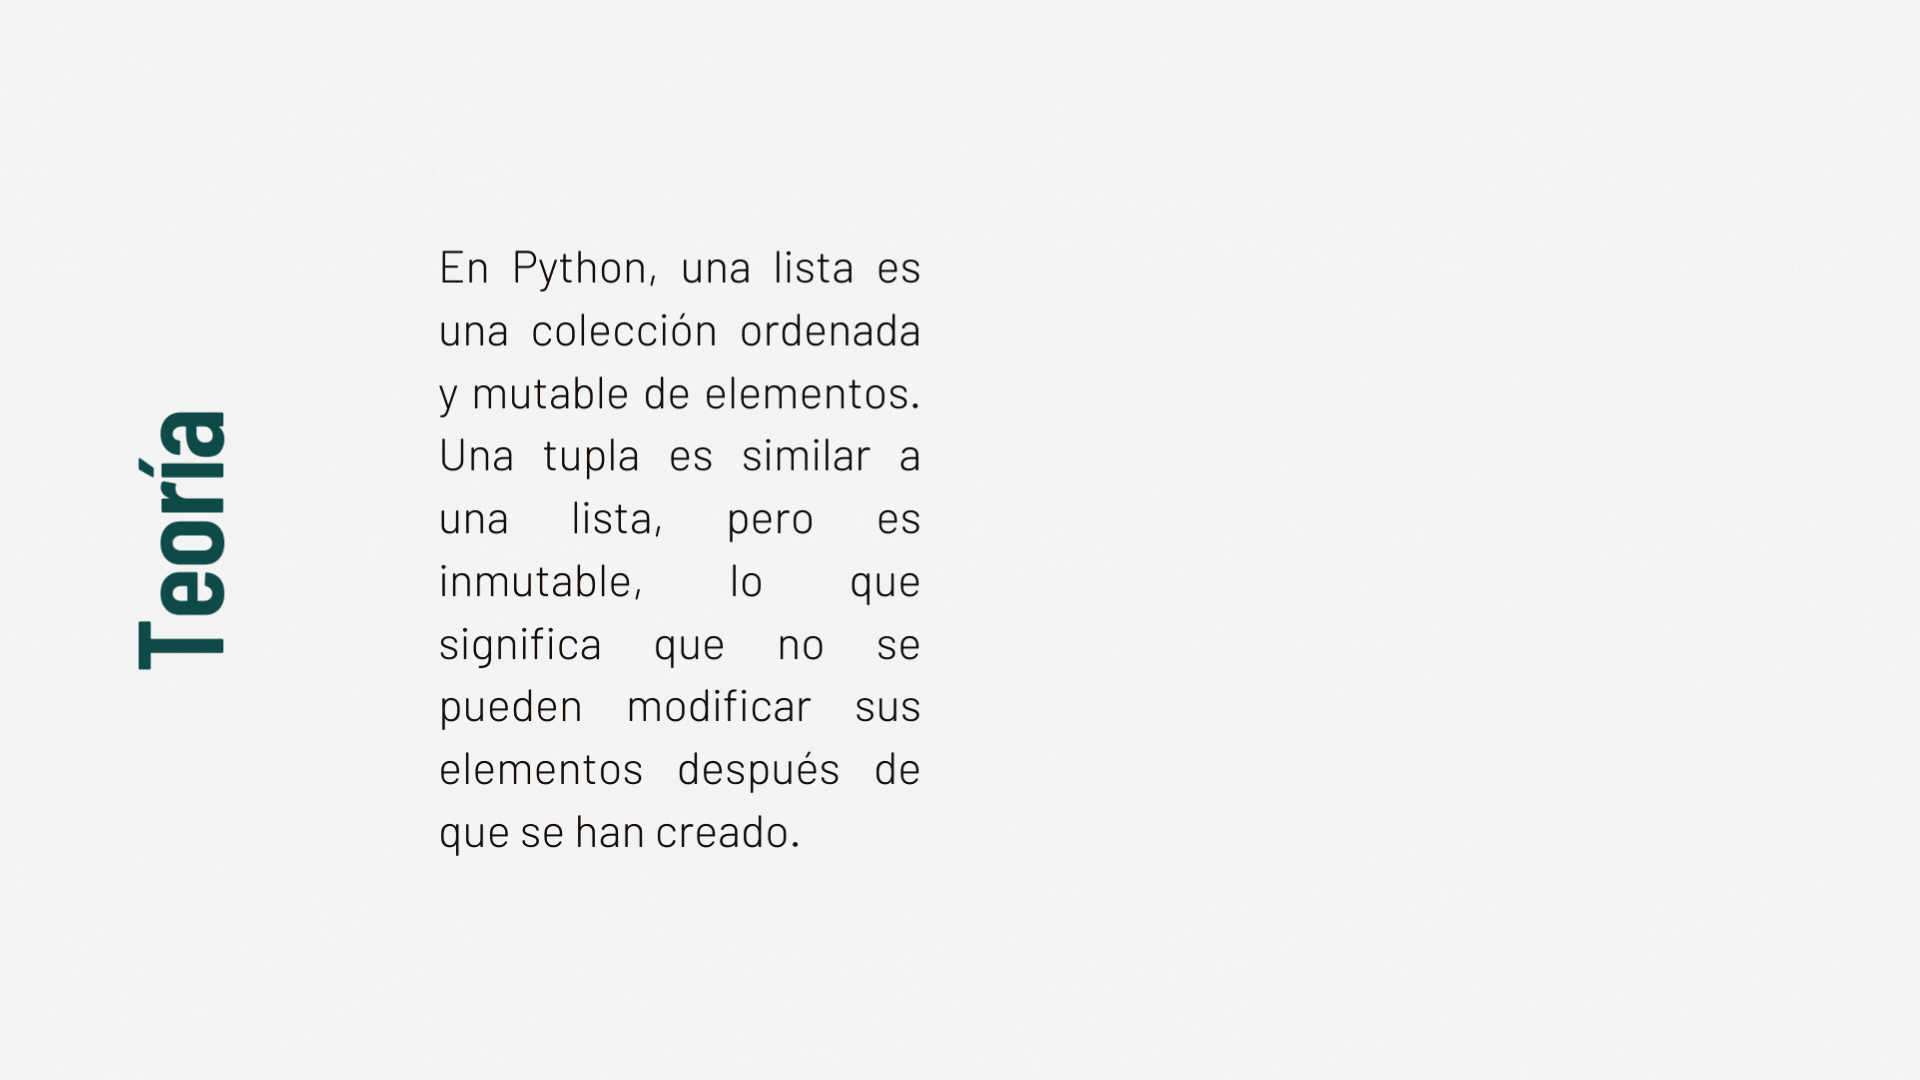 Teoría
En Python, una lista es
una colección ordenada
y mutable de elementos.
Una tupla es similar a
una lista, pero es
inmutable, lo que
significa que no se
pueden modificar sus
elementos después de
que se han creado.